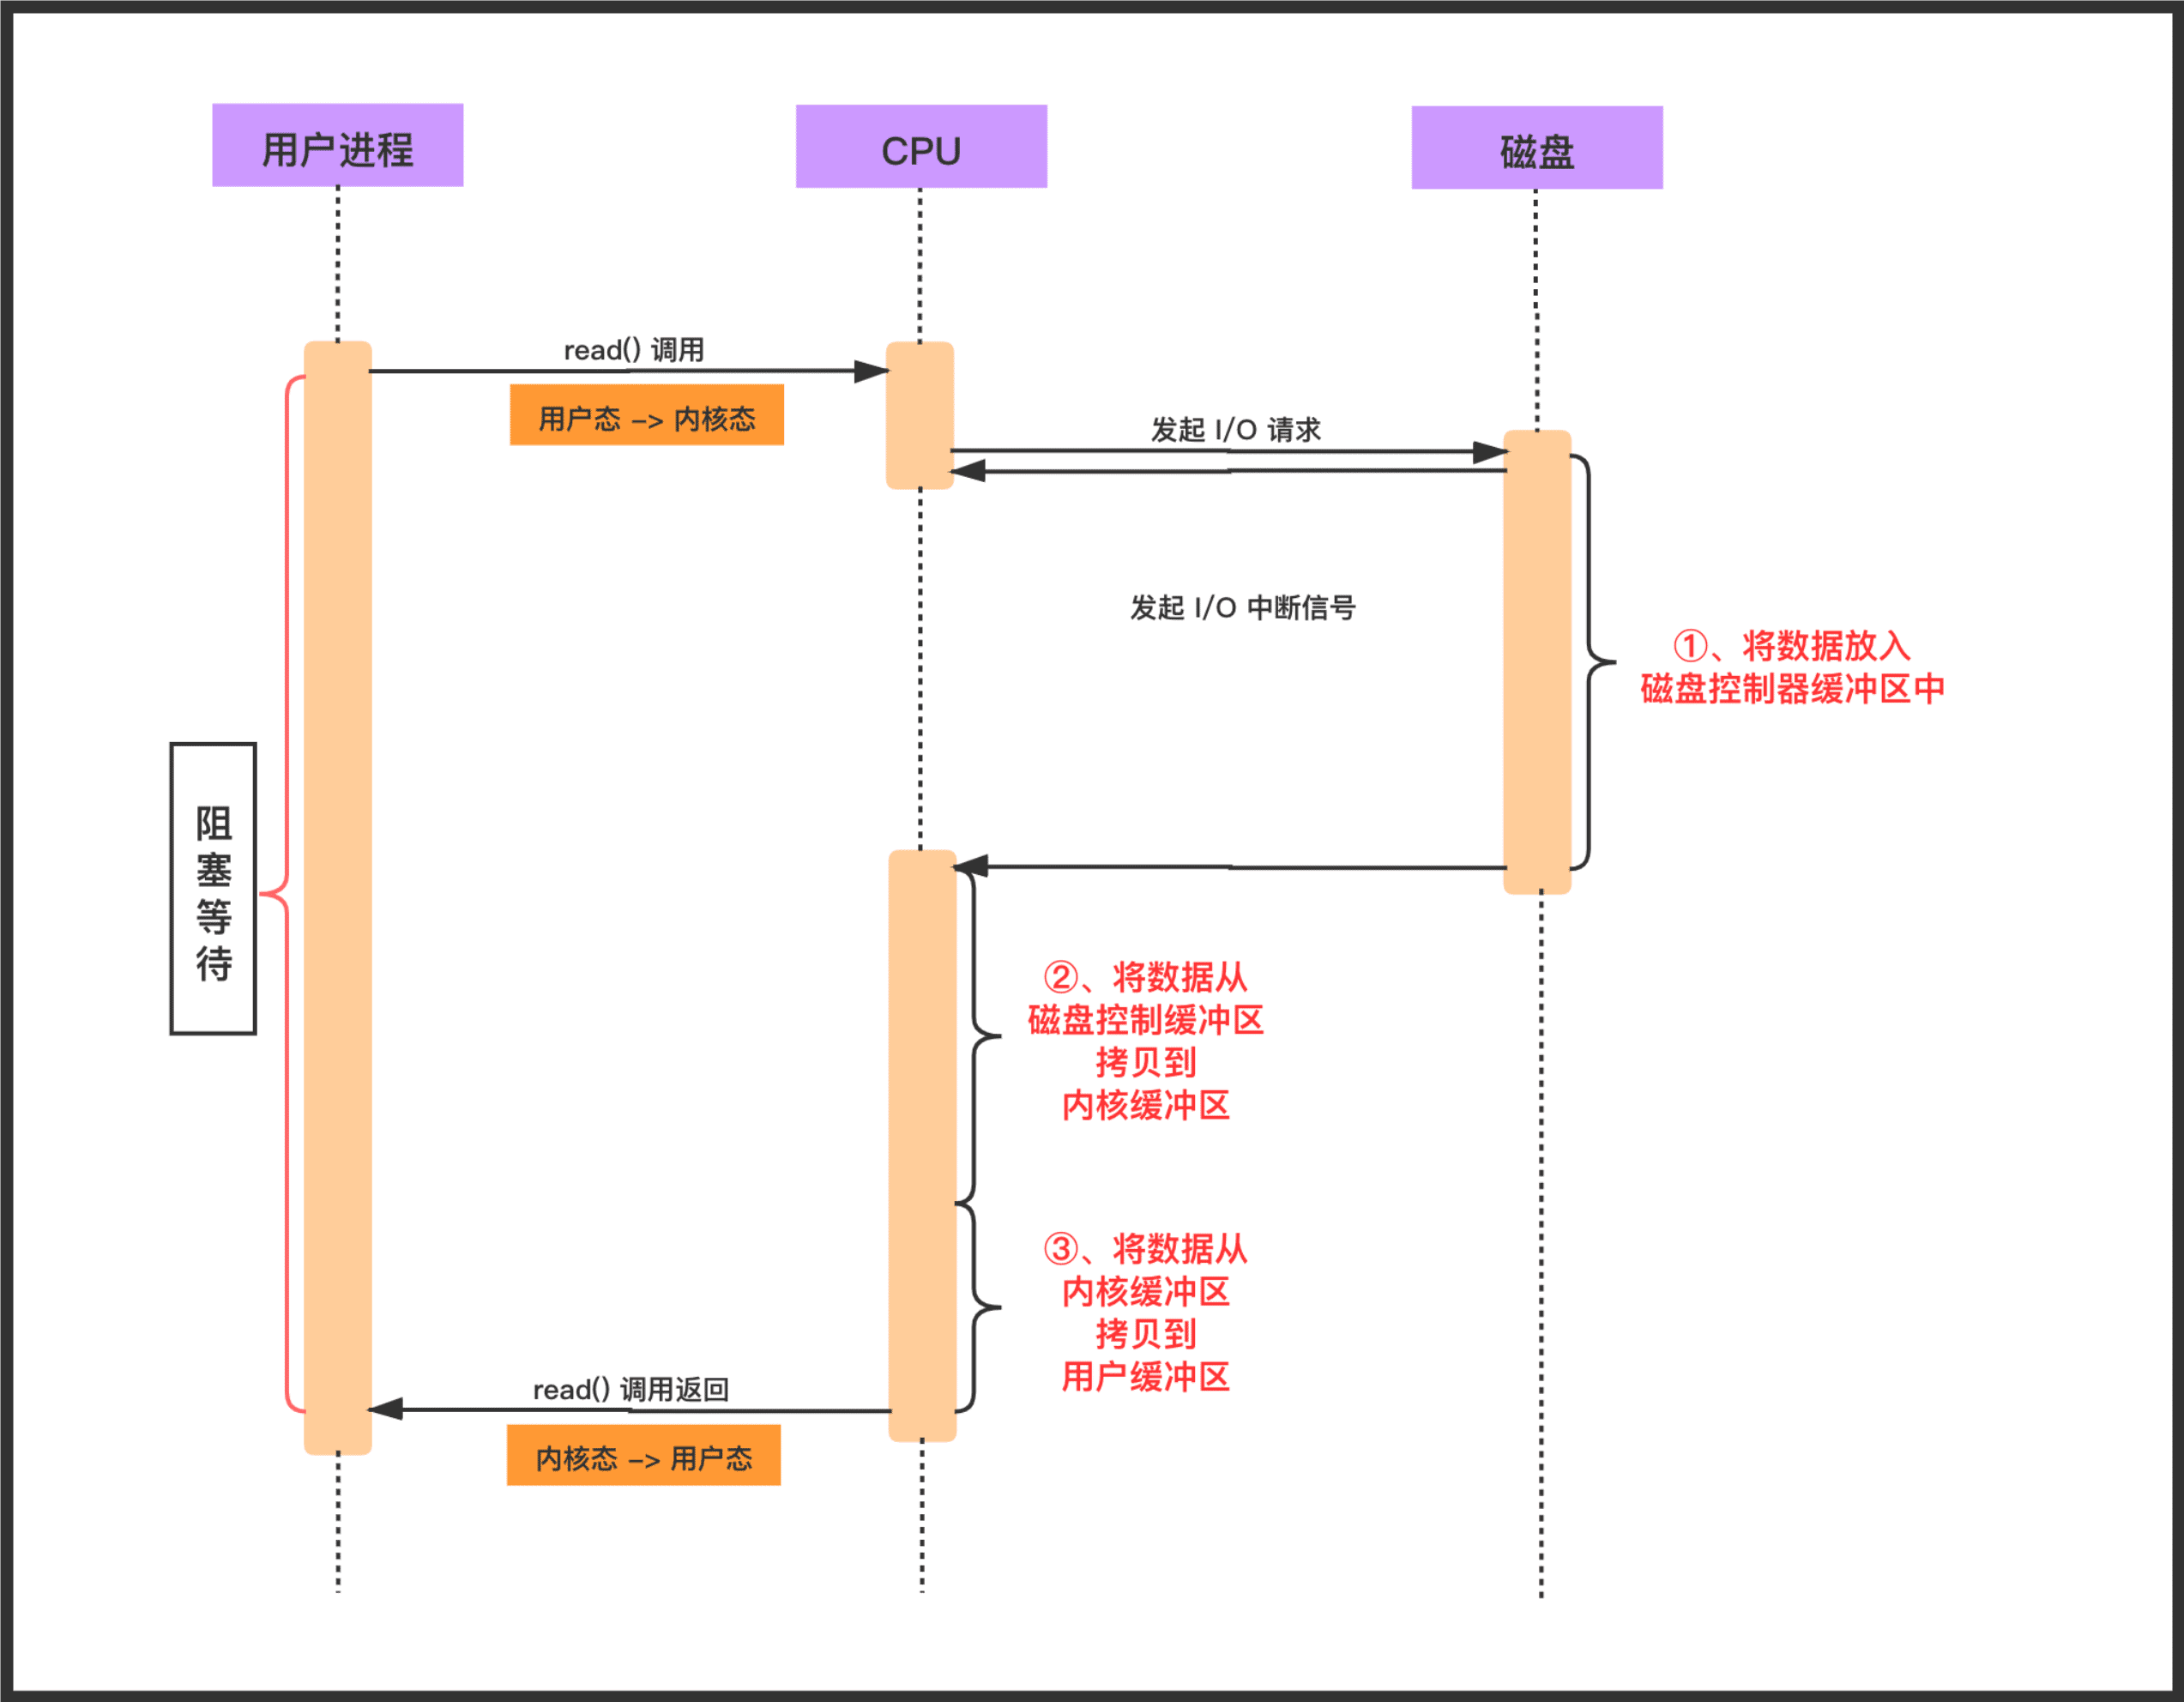 用户进程
CPU
磁盘
read() 调用
用户态 -> 内核态
发起 I/O 请求
发起 I/O 中断信号
①、将数据放入
磁盘控制器缓冲区中
阻
塞
等
待
②、将数据从
磁盘控制缓冲区
拷贝到
内核缓冲区
③、将数据从
内核缓冲区
拷贝到
用户缓冲区
read() 调用返回
内核态 -> 用户态